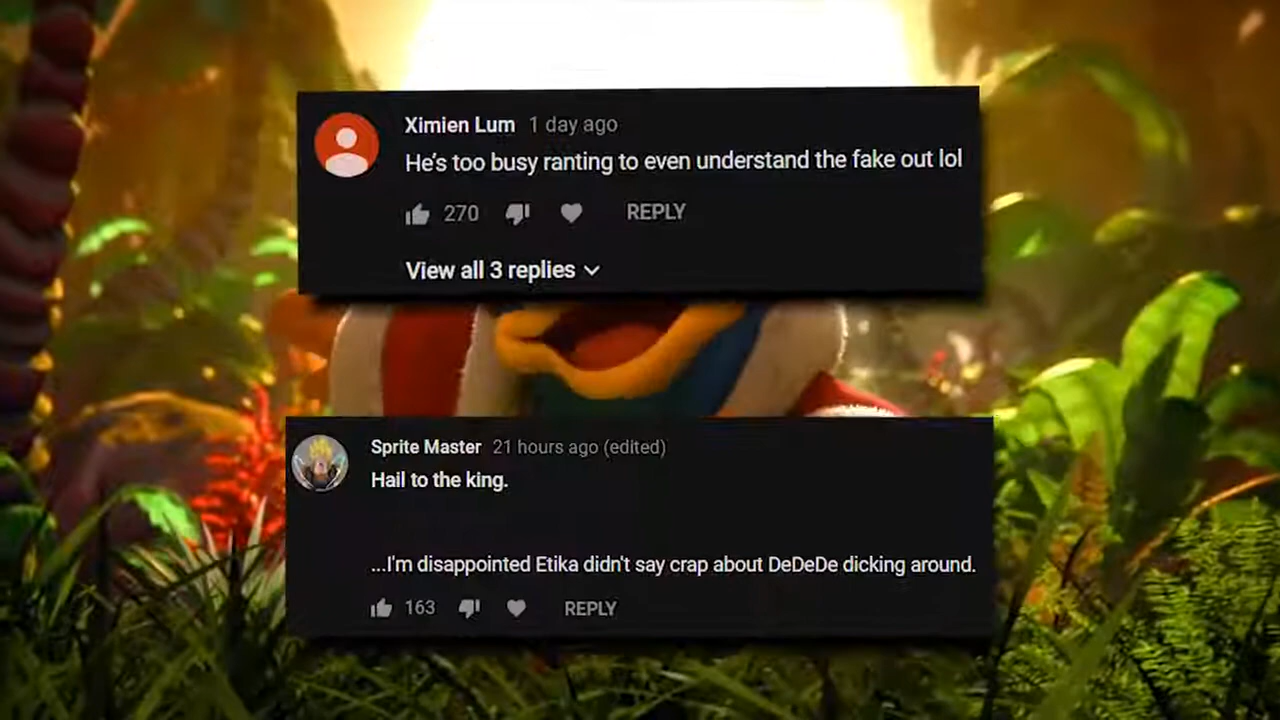 Ximien Lum 1 day ago
He's too busy ranting to even understand the fake out lol
270 REPLY
View all 3 replies
Sprite Master 21 hours ago (edited)
Hail to the king.
...I'm disappointed Etika didn't say crap about DeDeDe dicking around.
163 REPLY